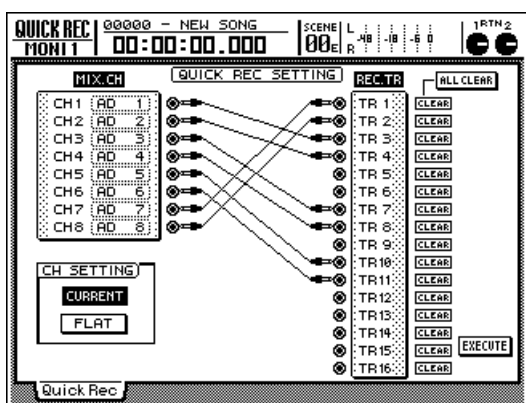 QUICK REC 00000 - NEW SONG SCENE L 1 RTN 2
MONI 1 00:00:00.000 00E R -48 -18 -6 0
QUICK REC SETTING
MIX.CH REC.TR ALL CLEAR
CH1 AD 1 TR 1 CLEAR
CH2 AD 2 TR 2 CLEAR
CH3 AD 3 TR 3 CLEAR
CH4 AD 4 TR 4 CLEAR
CH5 AD 5 TR 5 CLEAR
CH6 AD 6 TR 6 CLEAR
CH7 AD 7 TR 7 CLEAR
CH8 AD 8 TR 8 CLEAR
TR 9 CLEAR
CH SETTING TR10 CLEAR
CURRENT TR11 CLEAR
TR12 CLEAR
FLAT TR13 CLEAR
TR14 CLEAR
TR15 CLEAR EXECUTE
TR16 CLEAR
Quick Rec